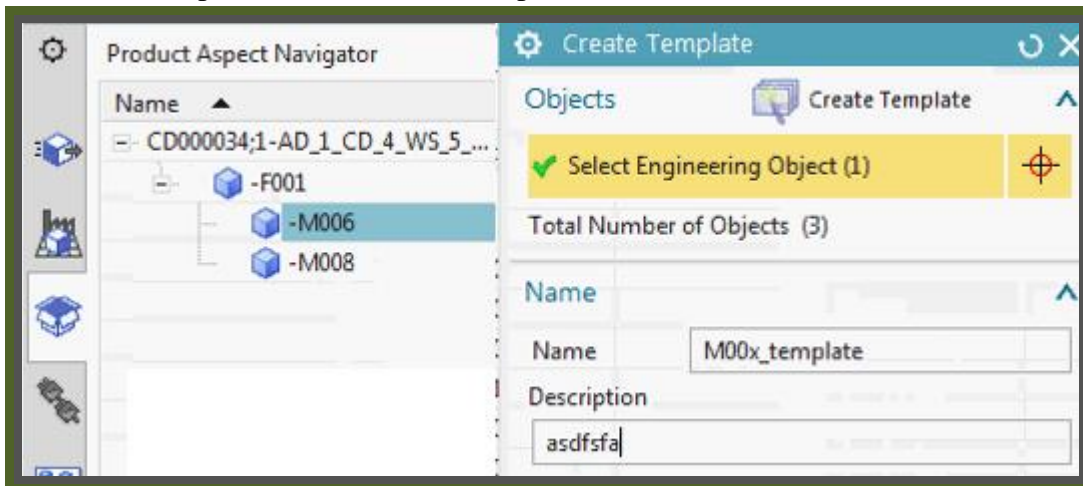 Product Aspect Navigator
Name
CD000034;1-AD_1_CD_4_WS_5_...
-F001
-M006
-M008
Create Template
Objects
Create Template
Select Engineering Object (1)
Total Number of Objects (3)
Name
Name M00x_template
Description
asdfsfa